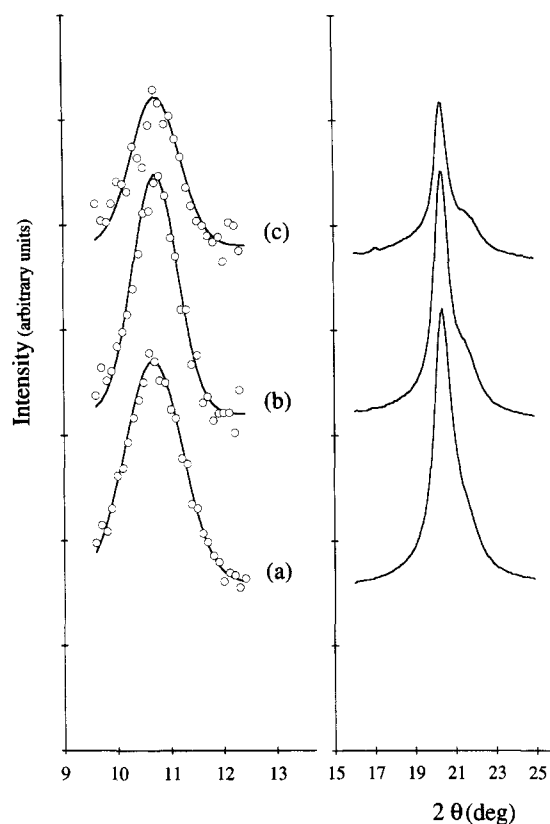 Intensity (arbitrary units)
(c)
(b)
(a)
9 10 11 12 13
15 17 19 21 23 25
2 θ (deg)